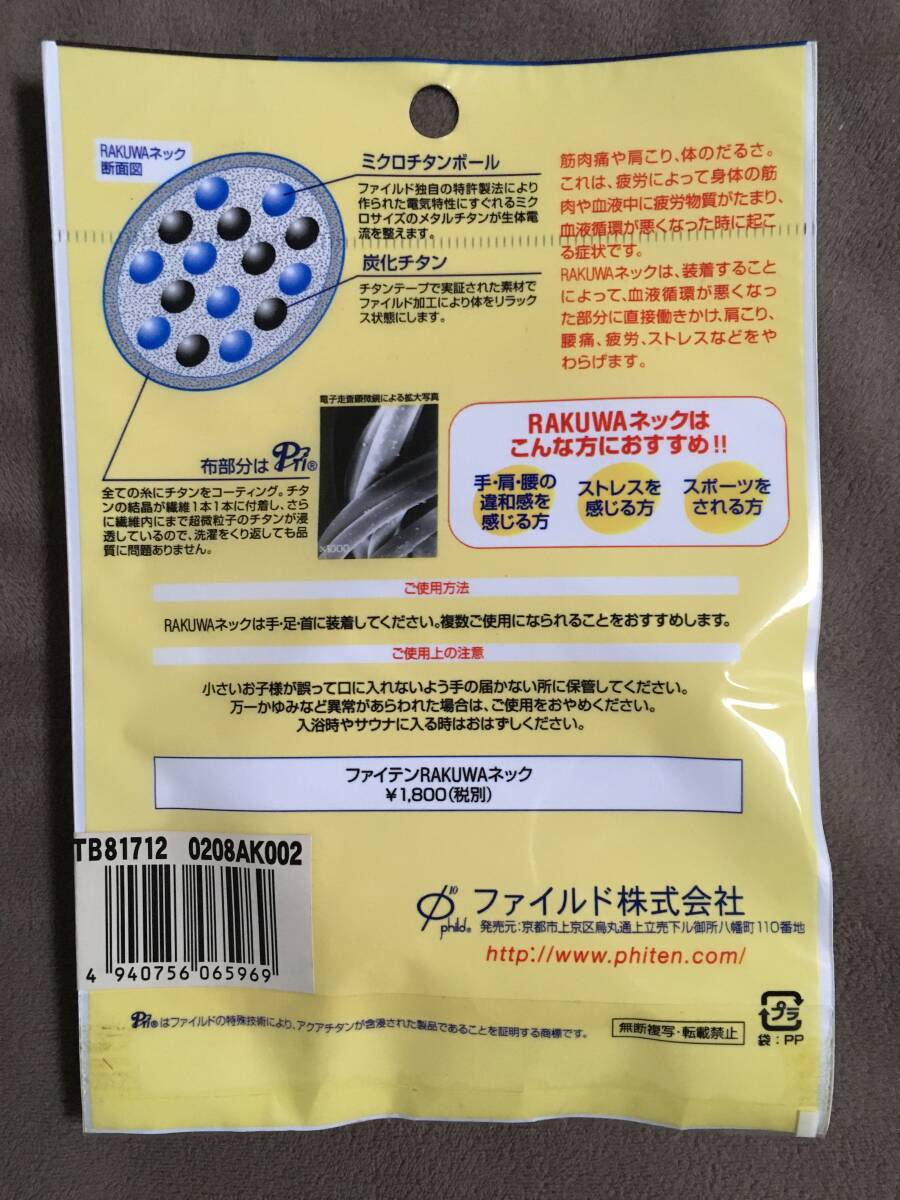 RAKUWAネック
断面図
ミクロチタンボール
ファイルド独自の特許製法により
作られた電気特性にすぐれるミク
ロサイズのメタルチタンが生体電
流を整えます。
炭化チタン
チタンテープで実証された素材で
ファイルド加工により体をリラック
ス状態にします。
筋肉痛や肩こり、体のだるさ。
これは、疲労によって身体の筋
肉や血液中に疲労物質がたまり、
血液循環が悪くなった時に起こ
る症状です。
RAKUWAネックは、装着すること
によって、血液循環が悪くなっ
た部分に直接働きかけ、肩こり、
腰痛、疲労、ストレスなどをや
わらげます。
電子走査顕微鏡による拡大写真
×1000
布部分は
全ての糸にチタンをコーティング。チタ
ンの結晶が繊維1本1本に付着し、さら
に繊維内にまで超微粒子のチタンが浸
透しているので、洗濯をくり返しても品
質に問題ありません。
RAKUWAネックは
こんな方におすすめ!!
手・肩・腰の
違和感を
感じる方
ストレスを
感じる方
スポーツを
される方
ご使用方法
RAKUWAネックは手・足・首に装着してください。複数ご使用になられることをおすすめします。
ご使用上の注意
小さいお子様が誤って口に入れないよう手の届かない所に保管してください。
万一かゆみなど異常があらわれた場合は、ご使用をおやめください。
入浴時やサウナに入る時はおはずしください。
ファイテンRAKUWAネック
¥1,800(税別)
TB81712 0208AK002
4 940756 065969
phild® ファイルド株式会社
発売元:京都市上京区烏丸通上立売下ル御所八幡町110番地
http://www.phiten.com/
はファイルドの特殊技術により、アクアチタンが含浸された製品であることを証明する商標です。
無断複写・転載禁止
プラ
袋:PP